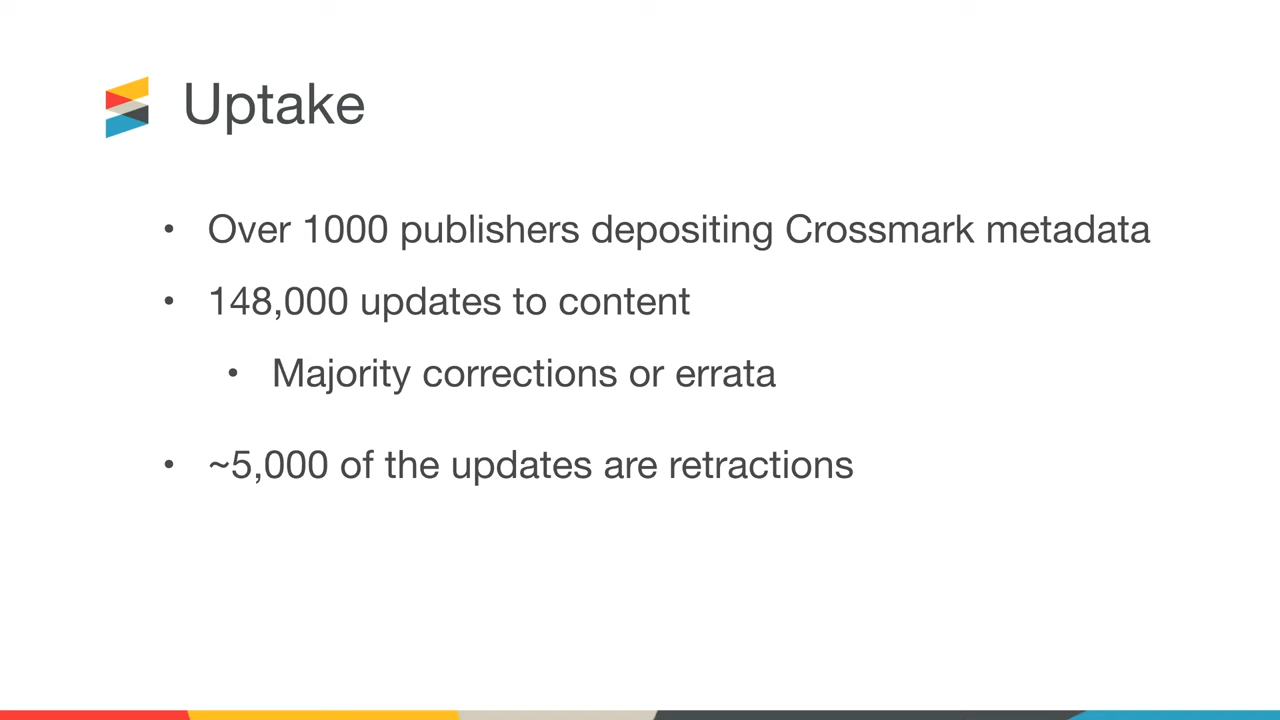 Uptake
• Over 1000 publishers depositing Crossmark metadata
• 148,000 updates to content
• Majority corrections or errata
• ~5,000 of the updates are retractions